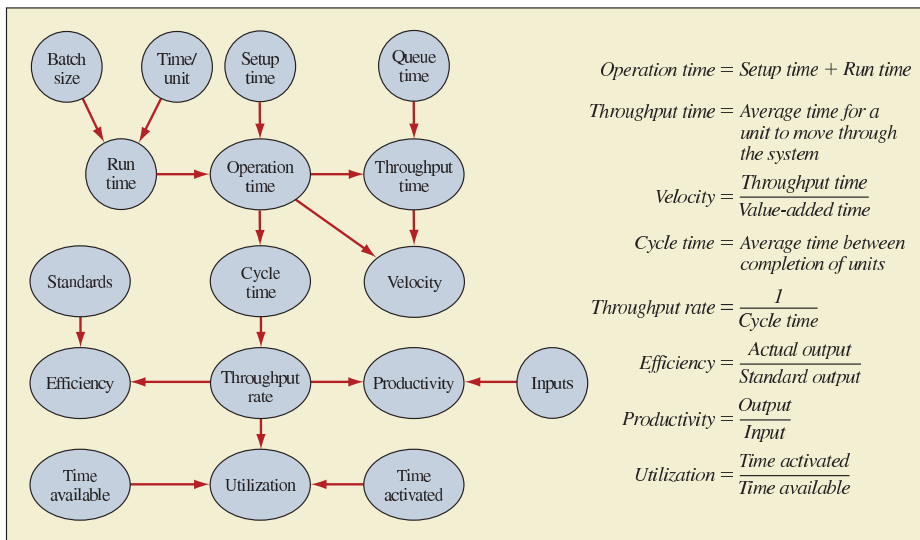 Batch
size
Time/
unit
Setup
time
Queue
time
Run
time
Operation
time
Throughput
time
Standards
Cycle
time
Velocity
Efficiency
Throughput
rate
Productivity
Inputs
Time
available
Utilization
Time
activated
Operation time = Setup time + Run time
Throughput time = Average time for a
unit to move through
the system
Velocity = Throughput time
Value-added time
Cycle time = Average time between
completion of units
Throughput rate = 1
Cycle time
Efficiency = Actual output
Standard output
Productivity = Output
Input
Utilization = Time activated
Time available